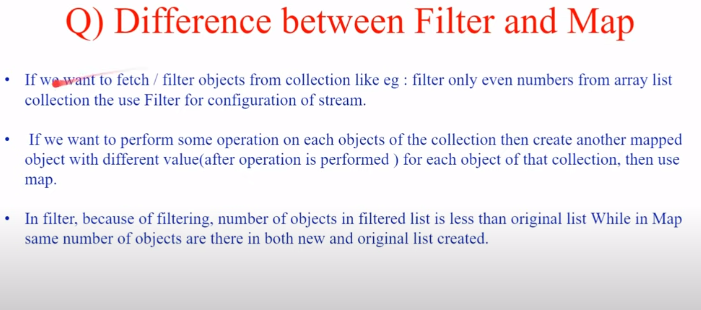 Q) Difference between Filter and Map
• If we want to fetch / filter objects from collection like eg : filter only even numbers from array list
collection the use Filter for configuration of stream.
• If we want to perform some operation on each objects of the collection then create another mapped
object with different value(after operation is performed ) for each object of that collection, then use
map.
• In filter, because of filtering, number of objects in filtered list is less than original list While in Map
same number of objects are there in both new and original list created.